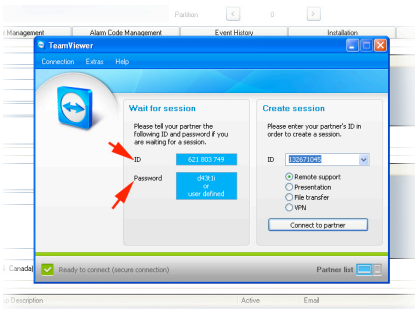 Partition < 0 >
Management Alarm Code Management Event History Installation
TeamViewer
Connection Extras Help
Wait for session
Please tell your partner the
following ID and password if you
are waiting for a session.
ID 621 803 749
Password
or
user defined
Create session
Please enter your partner's ID in
order to create a session.
ID 132671045
Remote support
Presentation
File transfer
VPN
Connect to partner
Canada
Ready to connect (secure connection) Partner list
Description Active Email